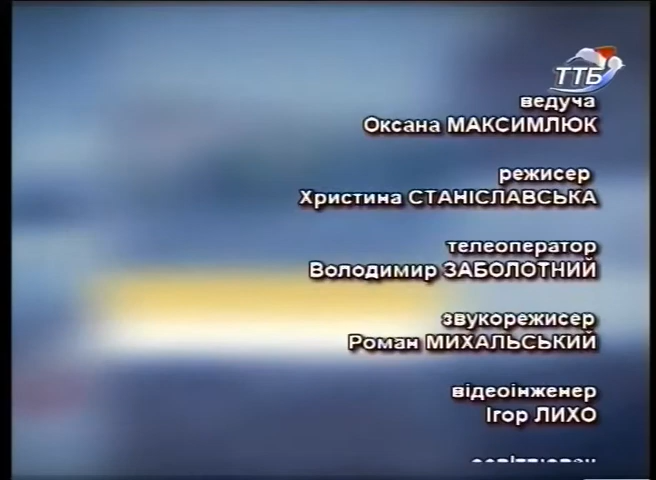 ТТБ
ведуча
Оксана МАКСИМЛЮК
режисер
Христина СТАНІСЛАВСЬКА
телеоператор
Володимир ЗАБОЛОТНИЙ
звукорежисер
Роман МИХАЛЬСЬКИЙ
відеоінженер
Ігор ЛИХО